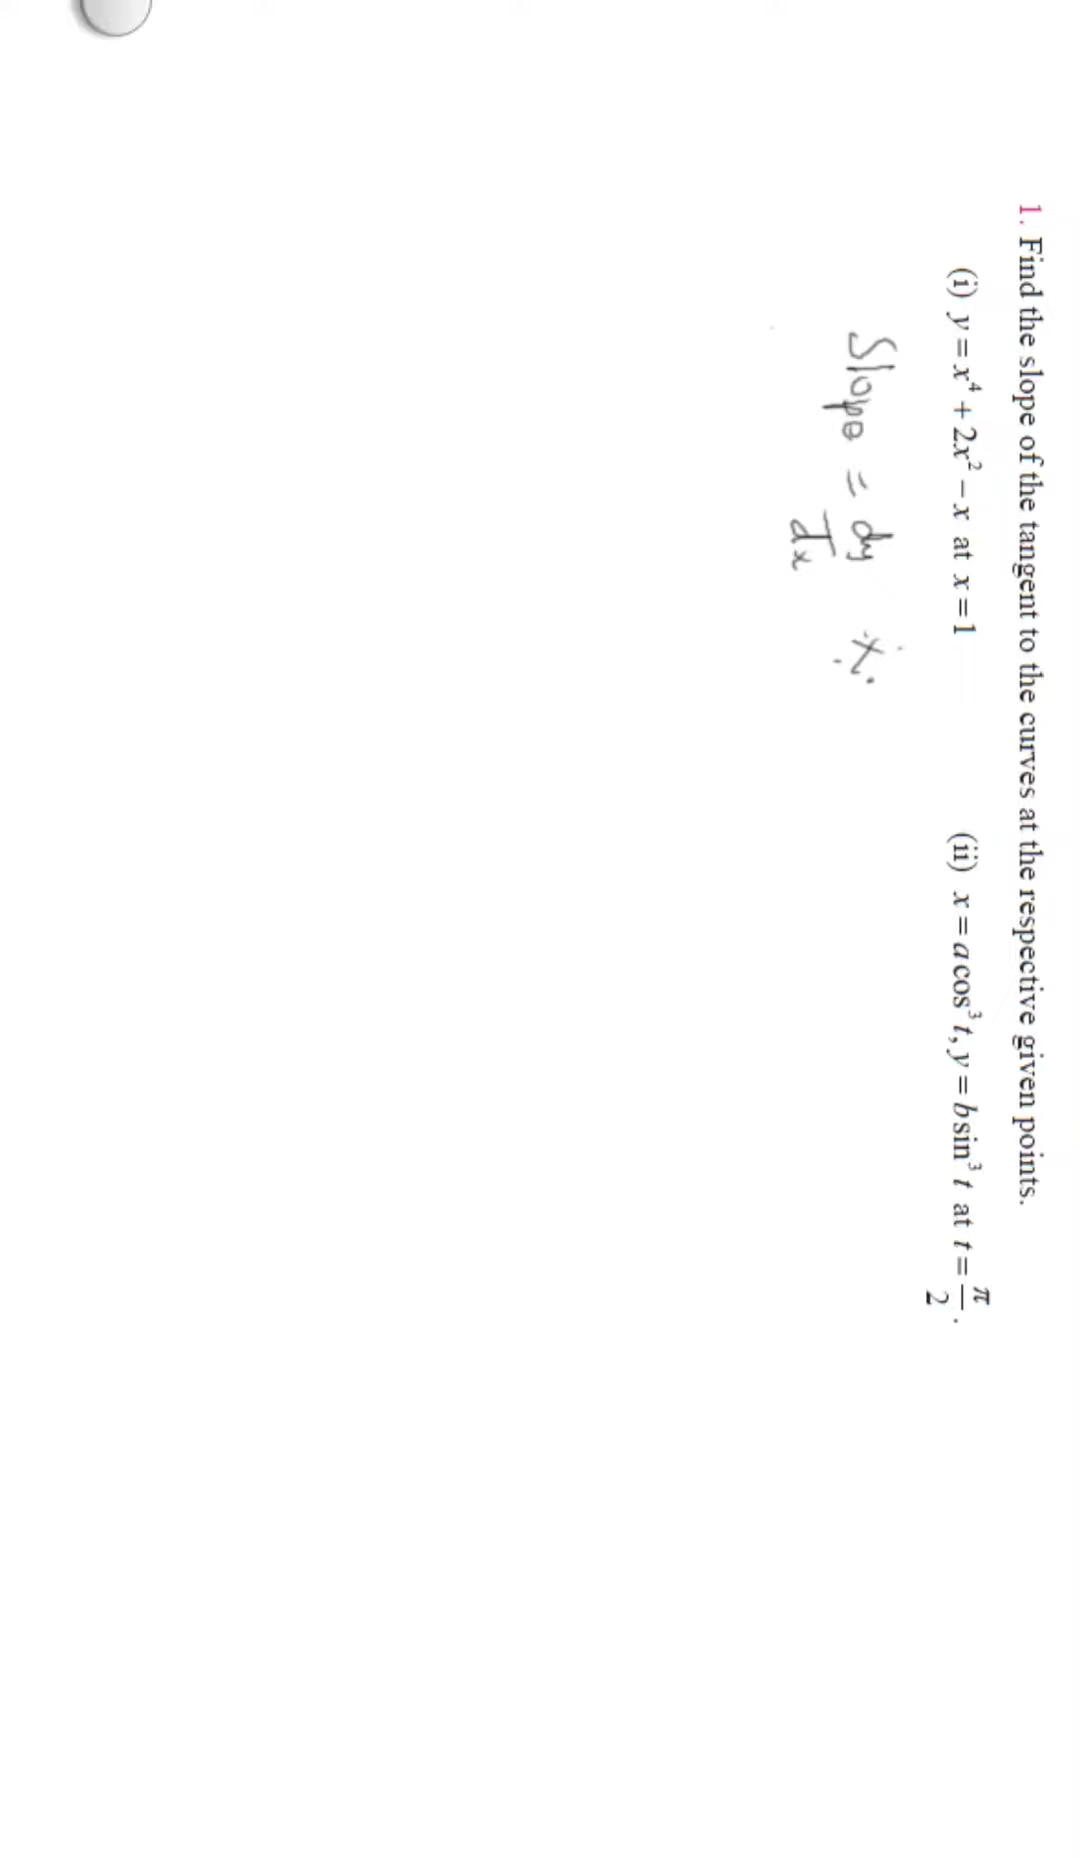 1. Find the slope of the tangent to the curves at the respective given points.
(i) y = x⁴ + 2x² − x at x = 1 (ii) x = a cos³ t, y = b sin³ t at t = π/2.
Slope = dy/dx